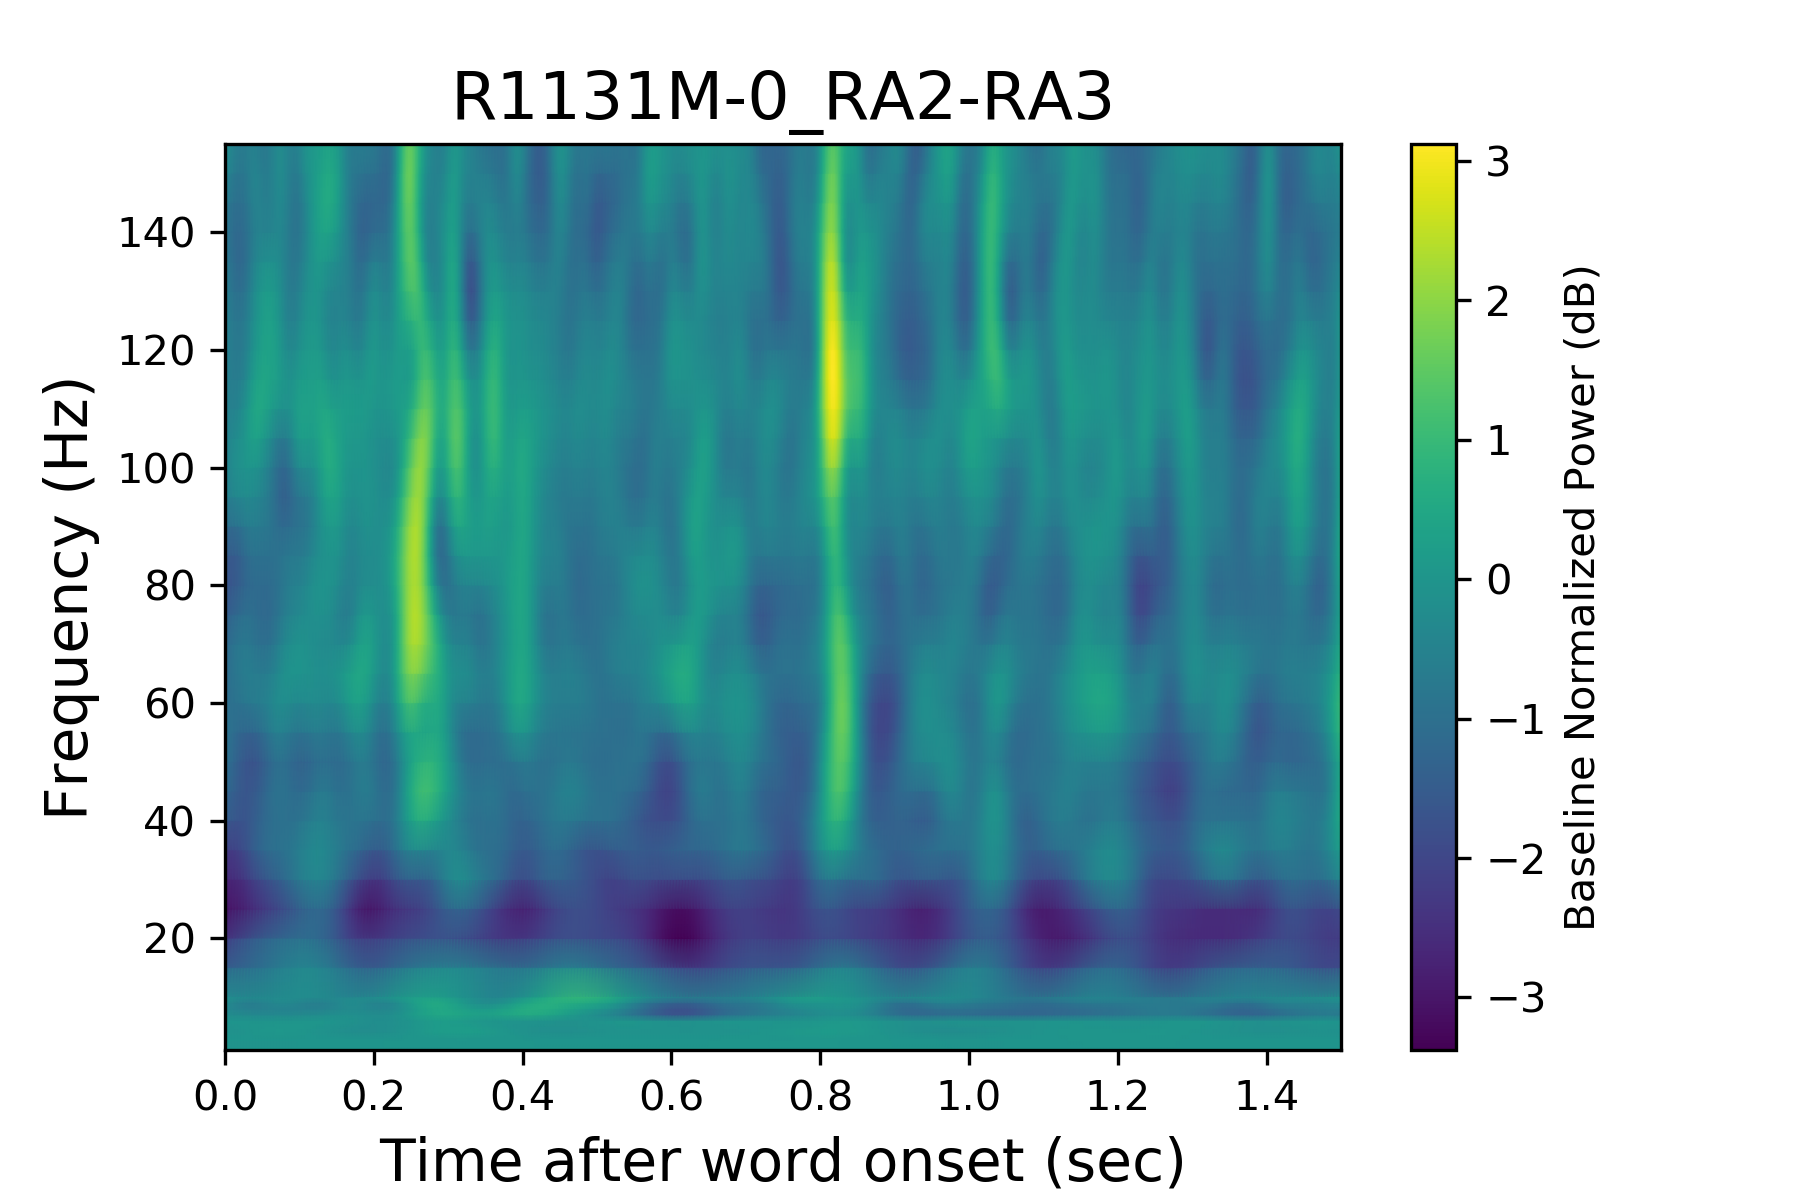 R1131M-0_RA2-RA3
Frequency (Hz)
140
120
100
80
60
40
20
0.0 0.2 0.4 0.6 0.8 1.0 1.2 1.4
Time after word onset (sec)
3
2
1
0
−1
−2
−3
Baseline Normalized Power (dB)